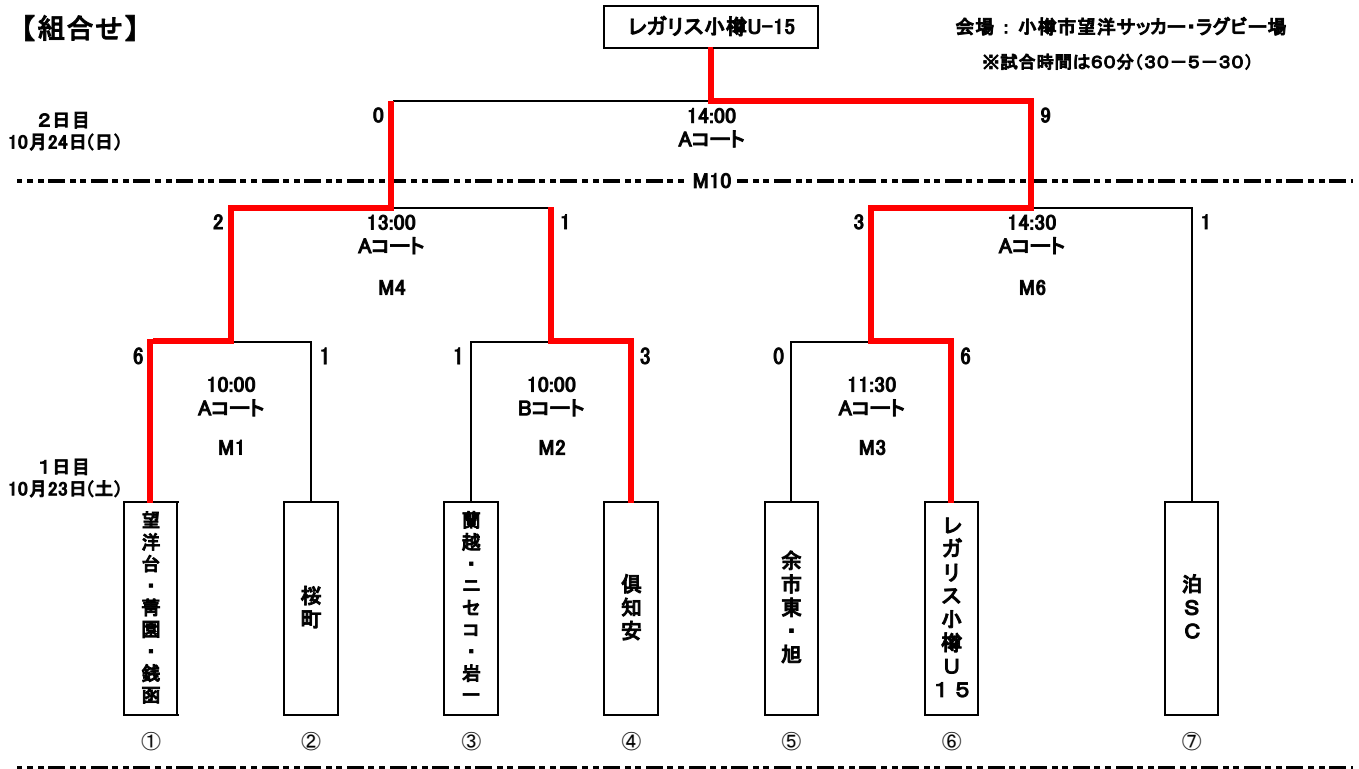 【組合せ】
レガリス小樽U-15
会場 : 小樽市望洋サッカー・ラグビー場
※試合時間は60分(30-5-30)
2日目
10月24日(日)
0
14:00
Aコート
9
M10
2
13:00
Aコート
1
M4
3
14:30
Aコート
1
M6
6
1
10:00
Aコート
M1
1
3
10:00
Bコート
M2
0
6
11:30
Aコート
M3
1日目
10月23日(土)
望洋台・菁園・銭函
桜町
蘭越・ニセコ・岩一
倶知安
余市東・旭
レガリス小樽U15
泊SC
①
②
③
④
⑤
⑥
⑦